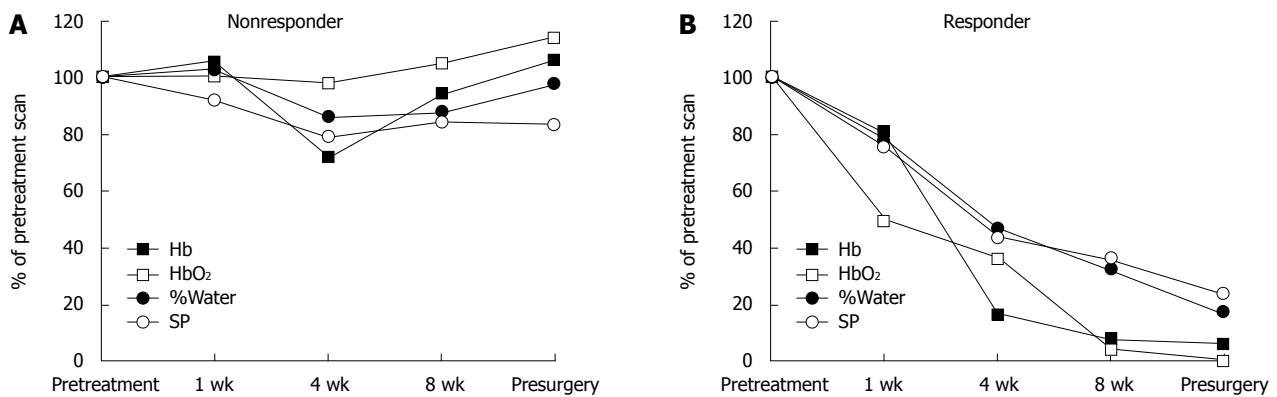 A
Nonresponder
% of pretreatment scan
120
100
80
60
40
20
0
Hb
HbO2
%Water
SP
Pretreatment 1 wk 4 wk 8 wk Presurgery
B
Responder
% of pretreatment scan
120
100
80
60
40
20
0
Hb
HbO2
%Water
SP
Pretreatment 1 wk 4 wk 8 wk Presurgery